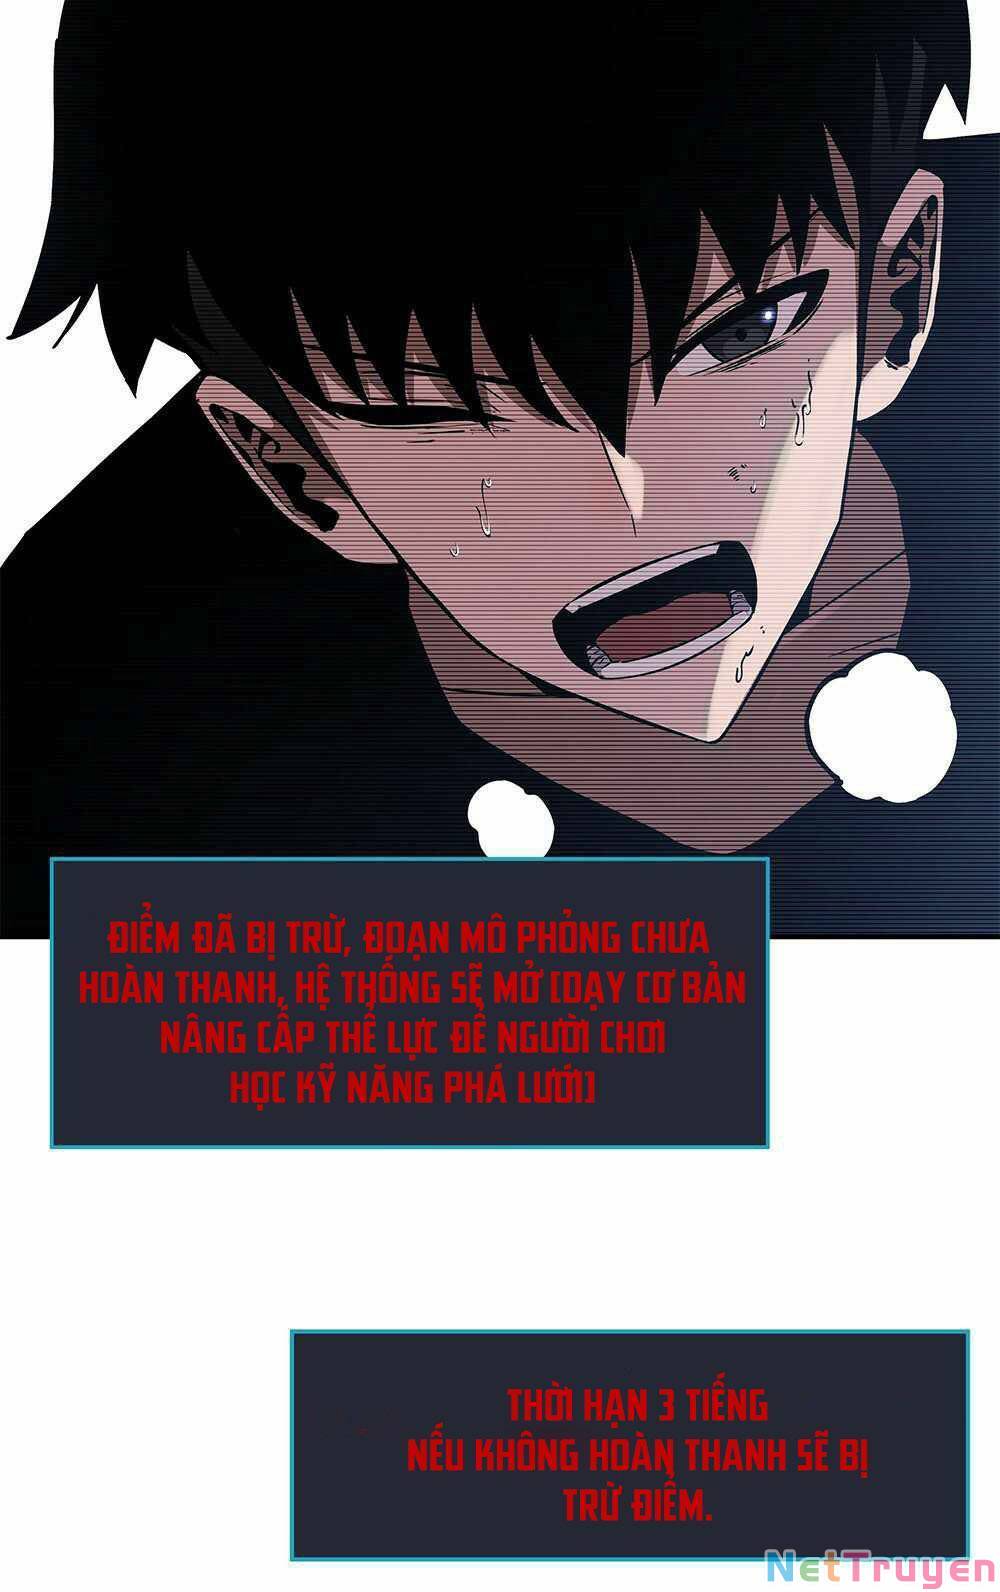 ĐIỂM ĐÃ BỊ TRỪ, ĐOẠN MÔ PHỎNG CHƯA
HOÀN THANH, HỆ THỐNG SẼ MỞ [DẠY CƠ BẢN
NÂNG CẤP THỂ LỰC ĐỂ NGƯỜI CHƠI
HỌC KỸ NĂNG PHÁ LƯỚI]
THỜI HẠN 3 TIẾNG
NẾU KHÔNG HOÀN THANH SẼ BỊ
TRỪ ĐIỂM.
NetTruyen